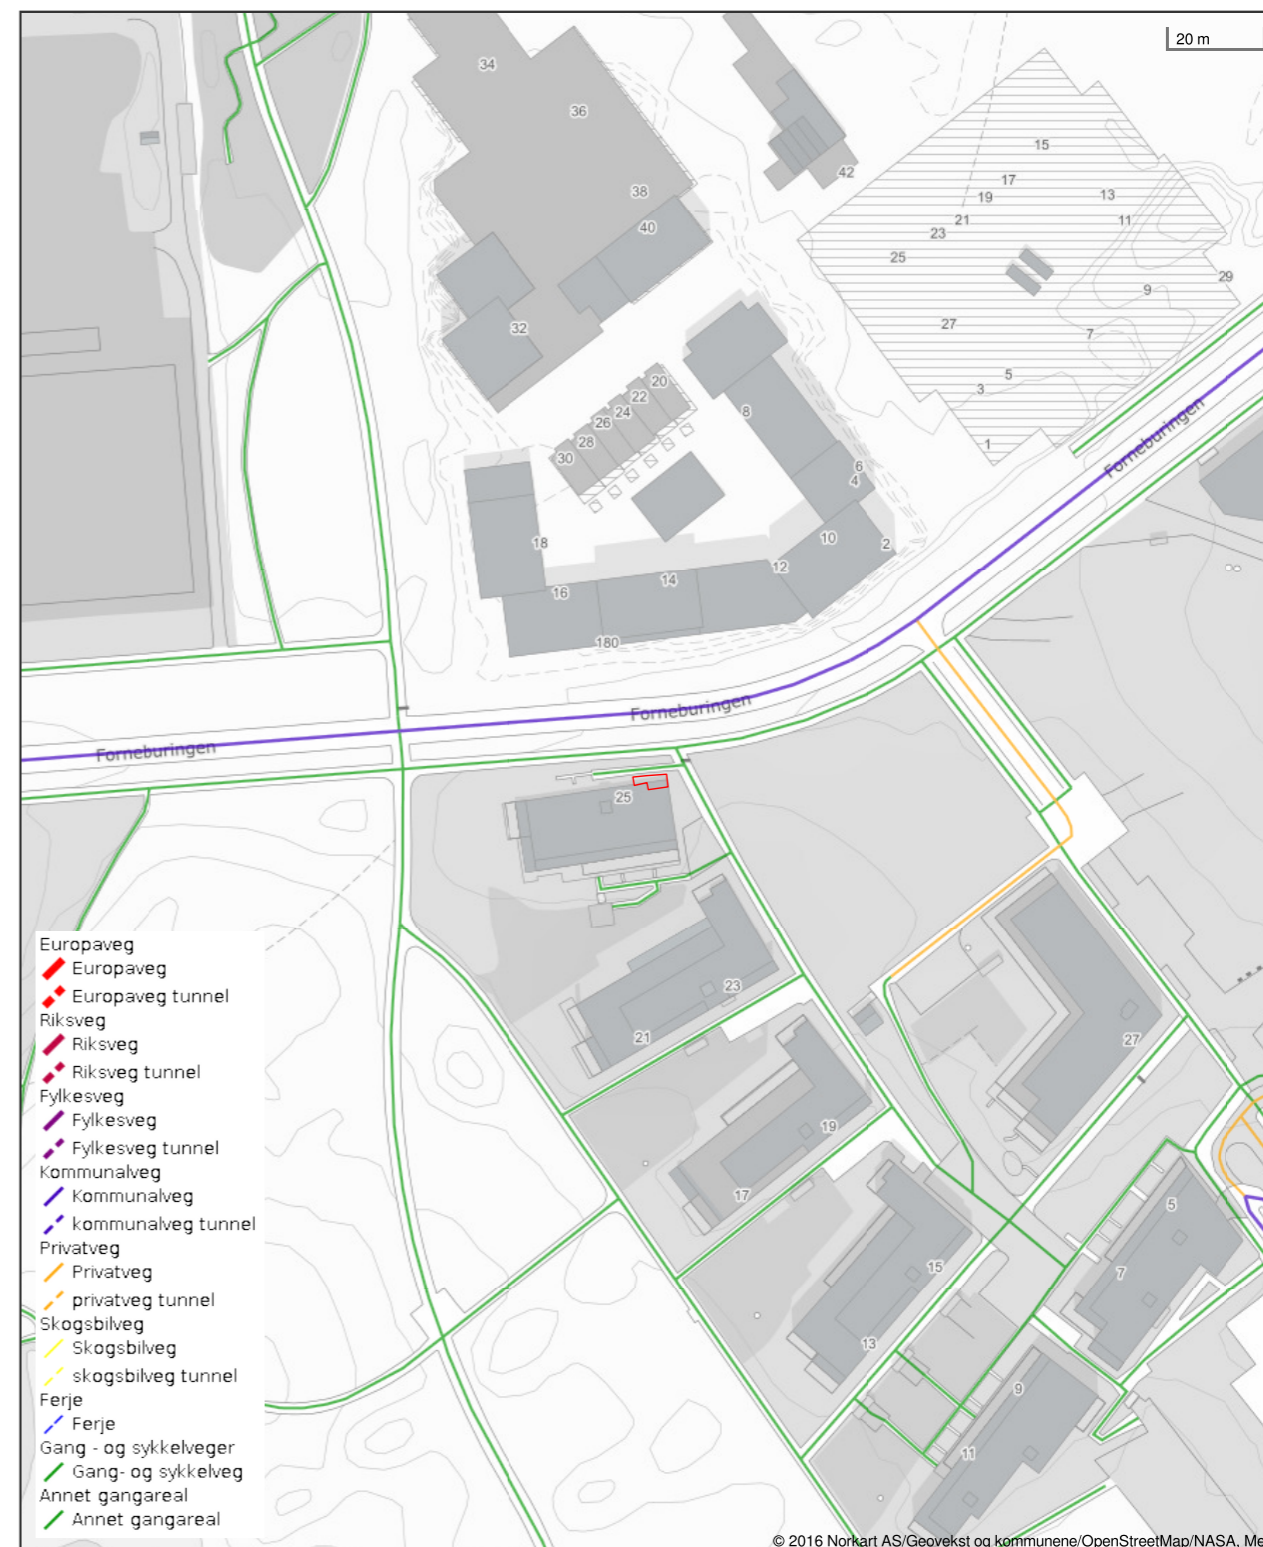 20 m
34
36
15
42
17
38
19
13
21
11
40
23
25
29
9
32
27
7
20
5
22
3
8
24
26
28
1
Forneburingen
30
6
4
10
18
2
12
14
16
180
Forneburingen
Forneburingen
25
23
21
27
19
17
5
15
7
13
9
11
Europaveg
Europaveg
Europaveg tunnel
Riksveg
Riksveg
Riksveg tunnel
Fylkesveg
Fylkesveg
Fylkesveg tunnel
Kommunalveg
Kommunalveg
kommunalveg tunnel
Privatveg
Privatveg
privatveg tunnel
Skogsbilveg
Skogsbilveg
skogsbilveg tunnel
Ferje
Ferje
Gang - og sykkelveger
Gang- og sykkelveg
Annet gangareal
Annet gangareal
© 2016 Norkart AS/Geovekst og kommunene/OpenStreetMap/NASA, Me